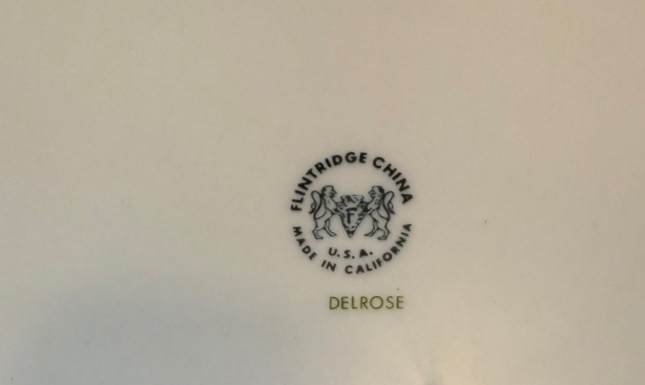 FLINTRIDGE CHINA
F
U.S.A.
MADE IN CALIFORNIA
DELROSE